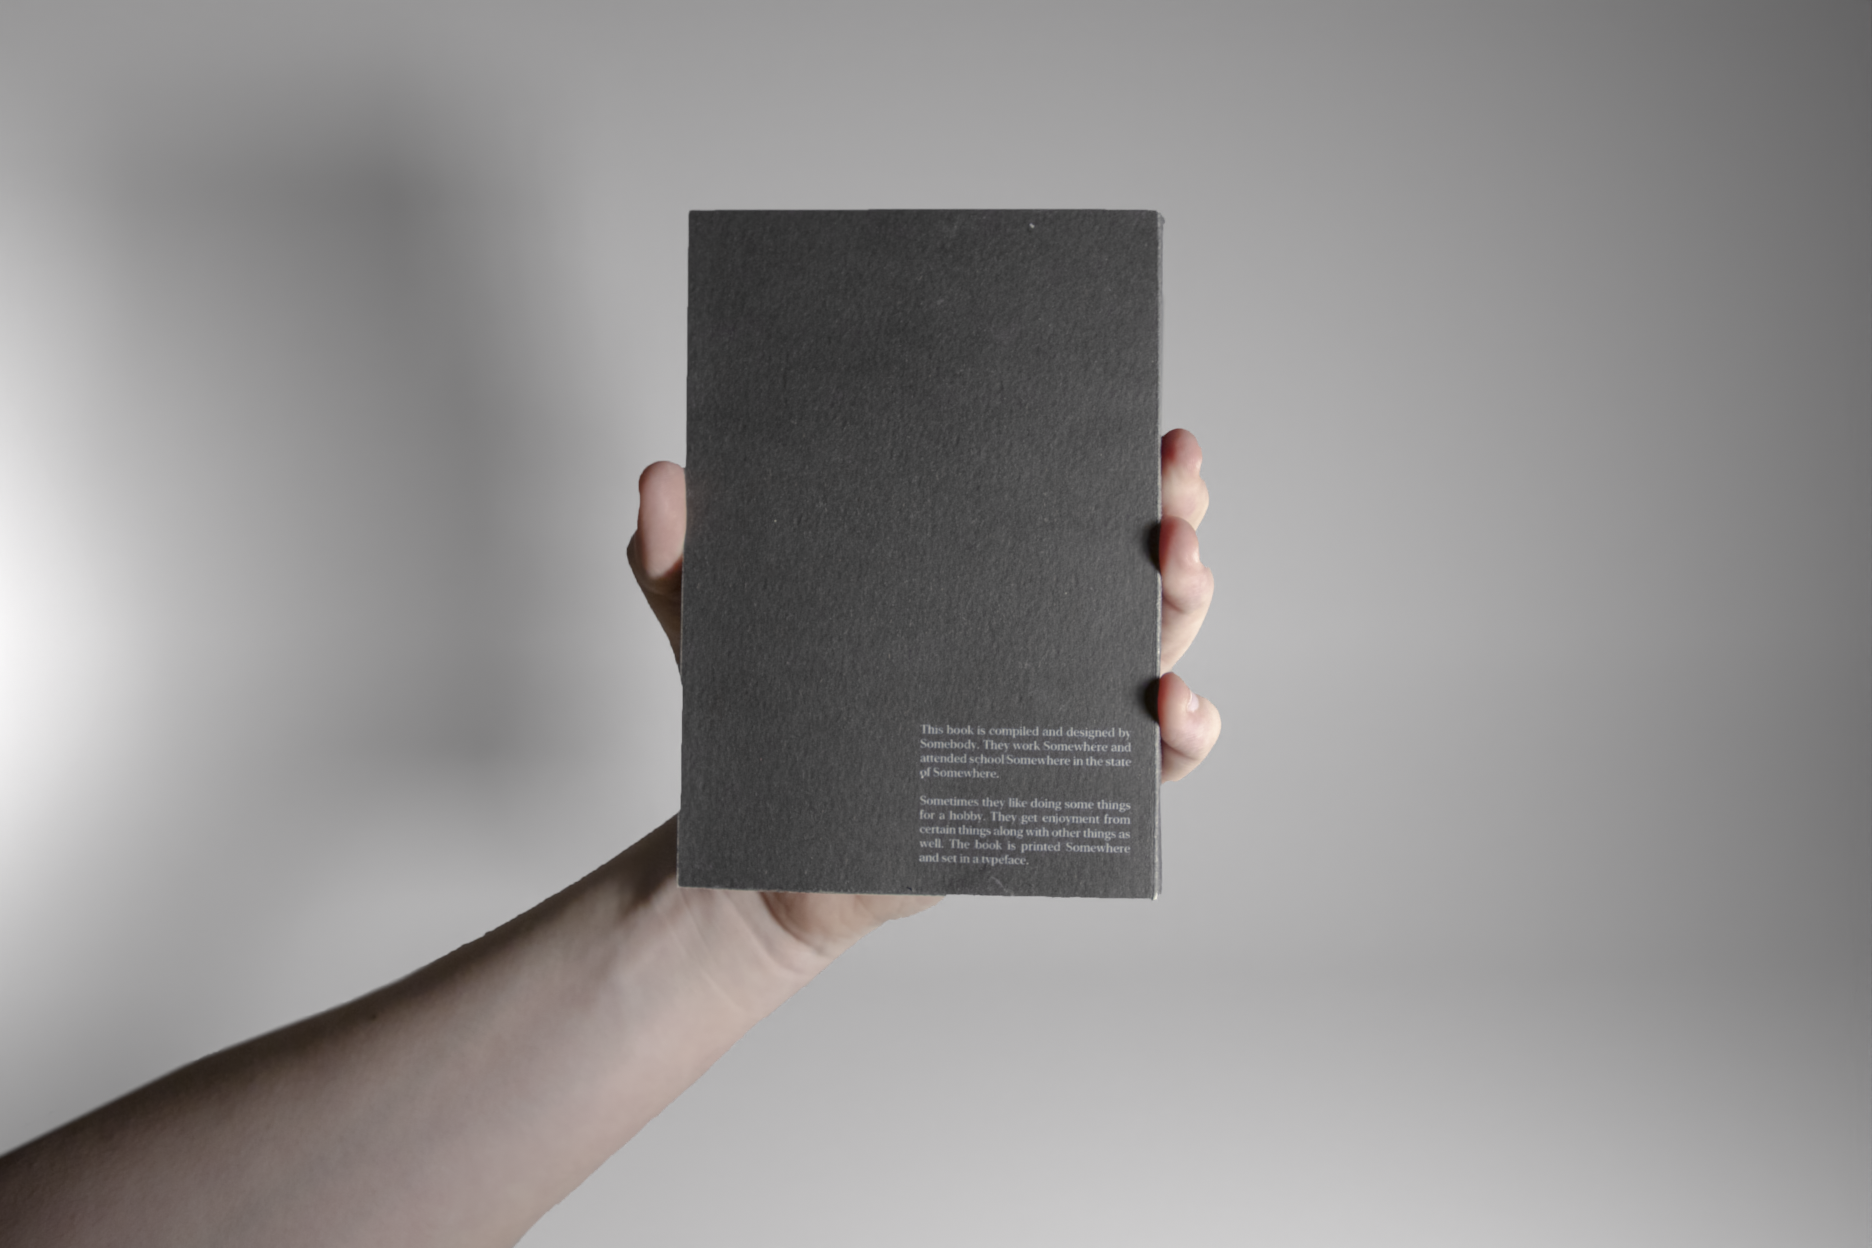 This book is compiled and designed by
Somebody. They work Somewhere and
attended school Somewhere in the state
of Somewhere.
Sometimes they like doing some things
for a hobby. They get enjoyment from
certain things along with other things as
well. The book is printed Somewhere
and set in a typeface.